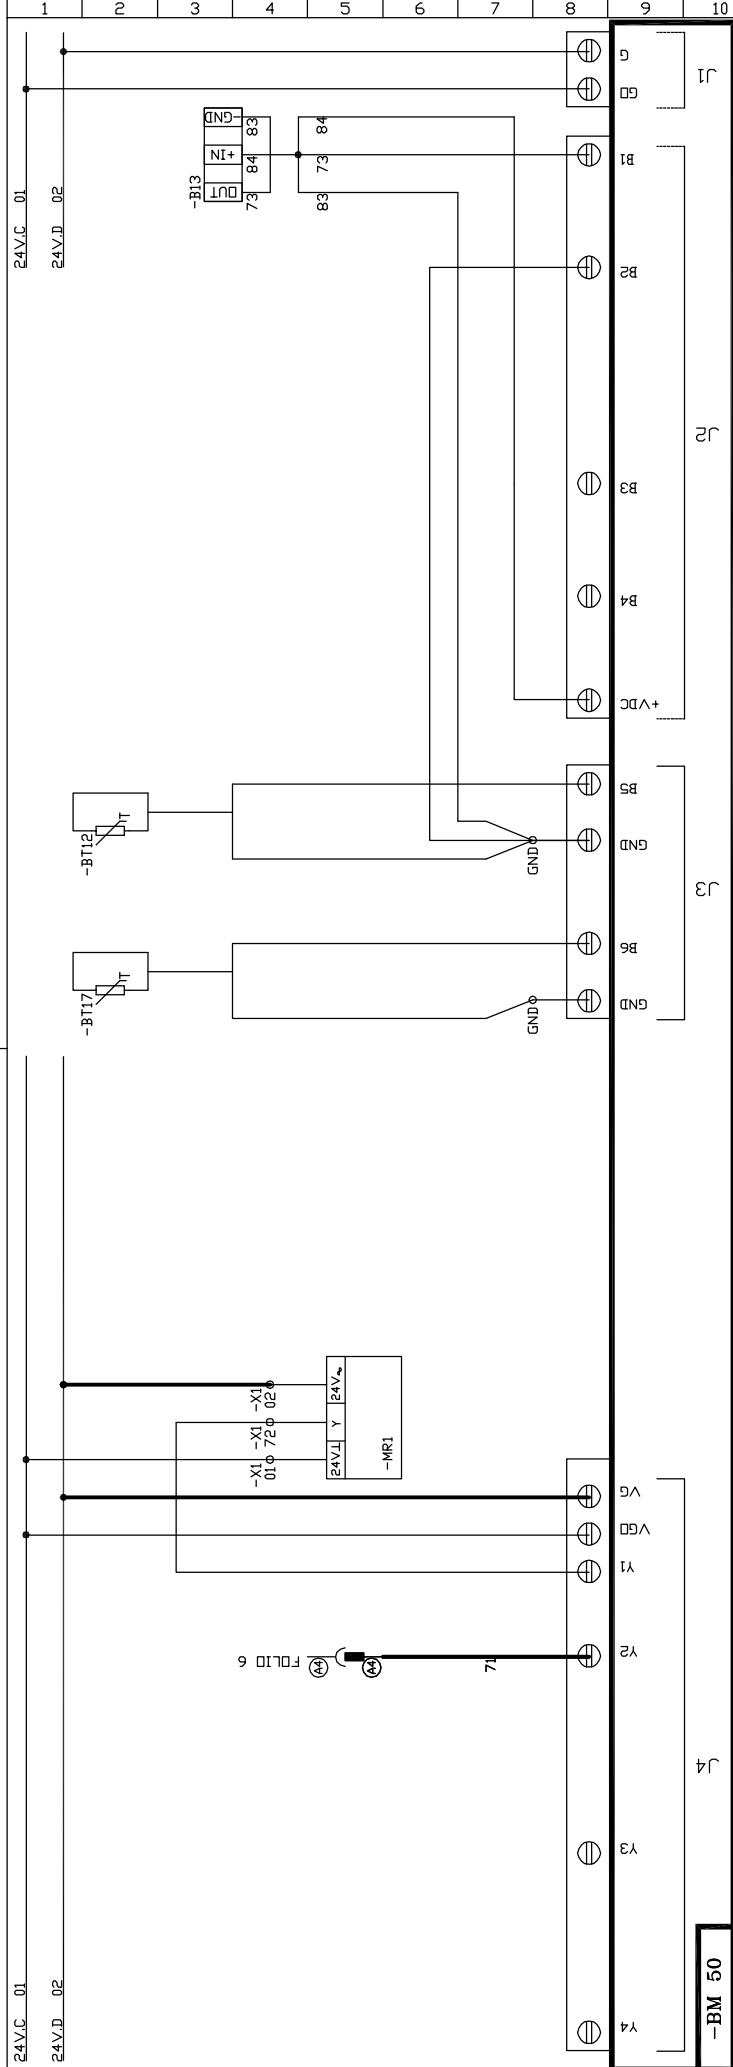 1 2 3 4 5 6 7 8 9 10
24V.C 01
24V.D 02
G
G0
J1
-B13
GND-
+IN
OUT
83
84
73
84
73
83
B1
B2
B3
B4
+VDC
J2
-BT12
T
B5
GND
GND
J3
-BT17
T
B6
GND
GND
-X1
02
-X1
72
-X1
01
24V~
Y
24V⊥
-MR1
VG
VG0
Y1
Y2
FOLIO 6
A4
A4
71
J4
Y3
Y4
24V.C 01
24V.D 02
-BM 50